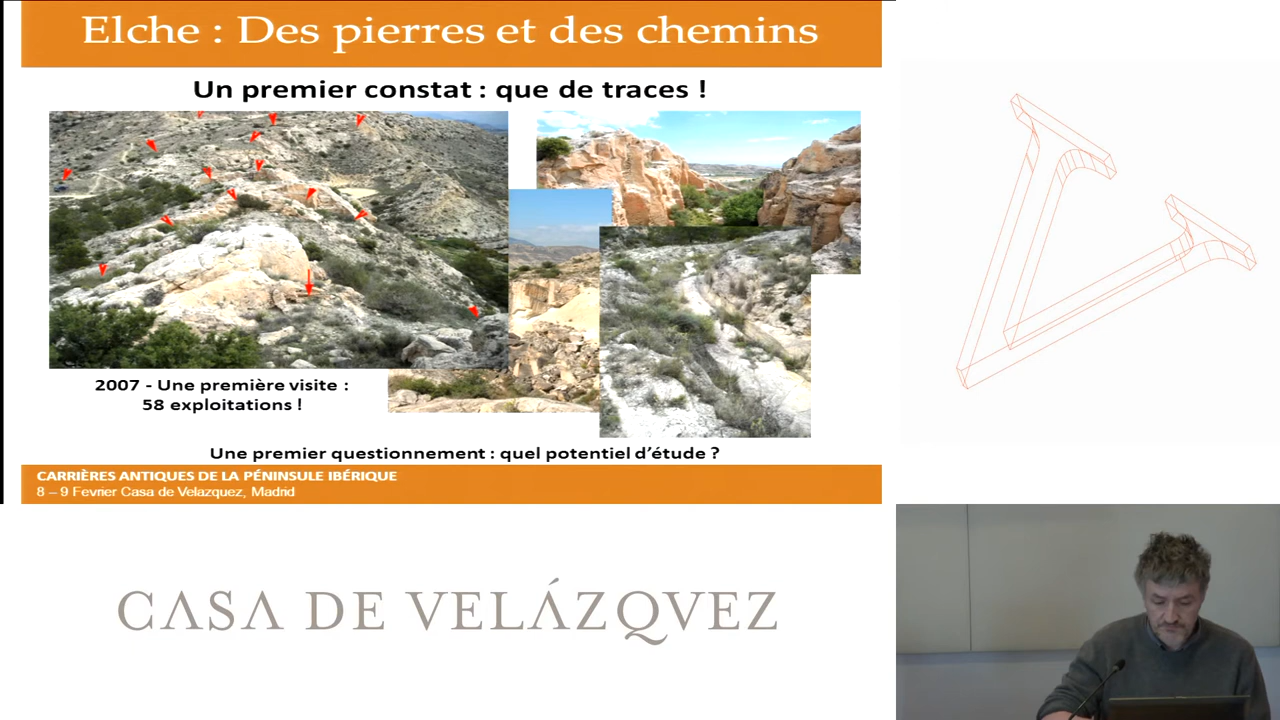 Elche : Des pierres et des chemins
Un premier constat : que de traces !
2007 - Une première visite :
58 exploitations !
Une premier questionnement : quel potentiel d’étude ?
CARRIÈRES ANTIQUES DE LA PÉNINSULE IBÉRIQUE
8 – 9 Fevrier Casa de Velazquez, Madrid
CASA DE VELÁZQVEZ